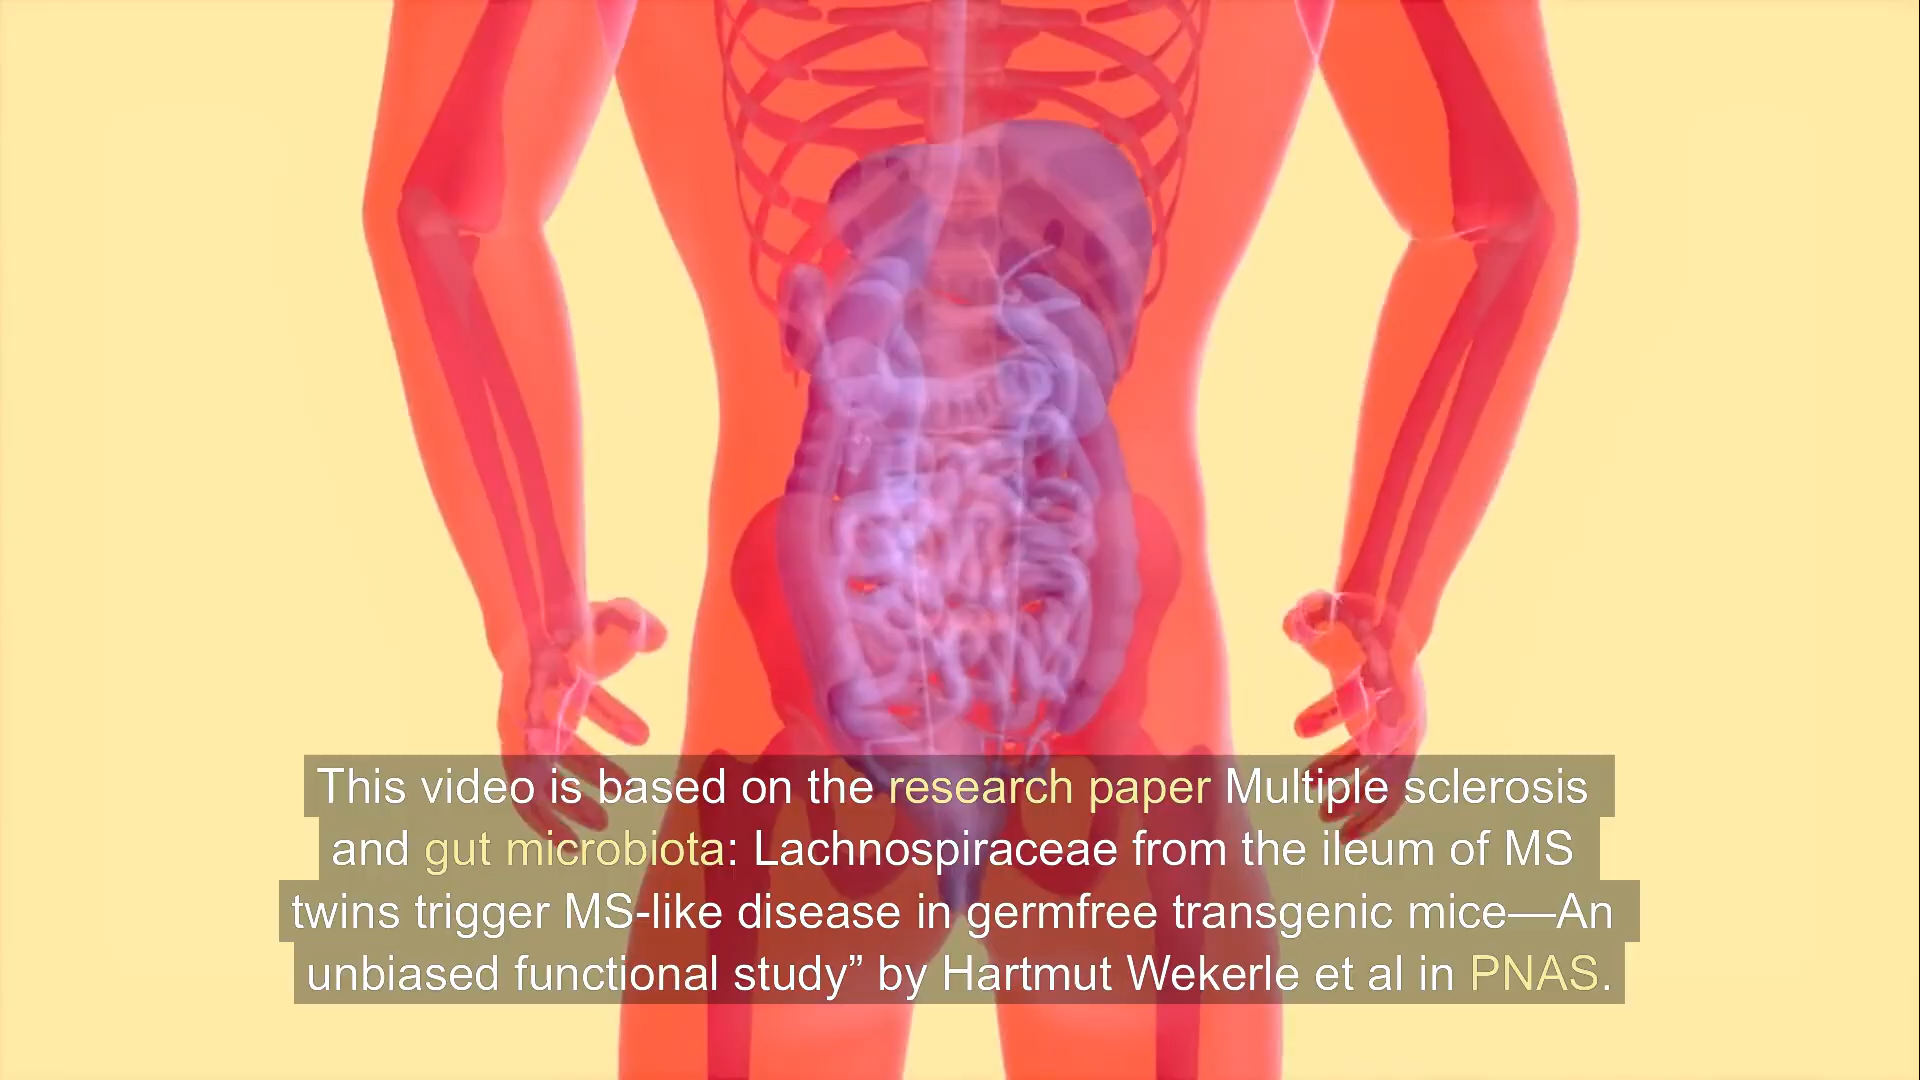 This video is based on the research paper Multiple sclerosis
and gut microbiota: Lachnospiraceae from the ileum of MS
twins trigger MS-like disease in germfree transgenic mice—An
unbiased functional study” by Hartmut Wekerle et al in PNAS.